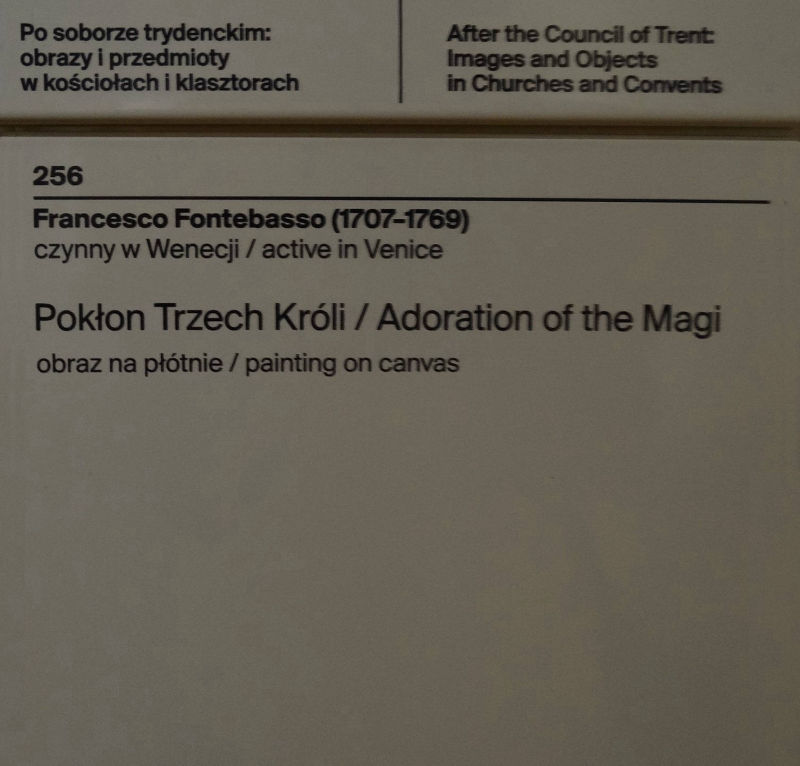 Po soborze trydenckim:
obrazy i przedmioty
w kościołach i klasztorach
After the Council of Trent:
Images and Objects
in Churches and Convents
256
Francesco Fontebasso (1707–1769)
czynny w Wenecji / active in Venice
Pokłon Trzech Króli / Adoration of the Magi
obraz na płótnie / painting on canvas